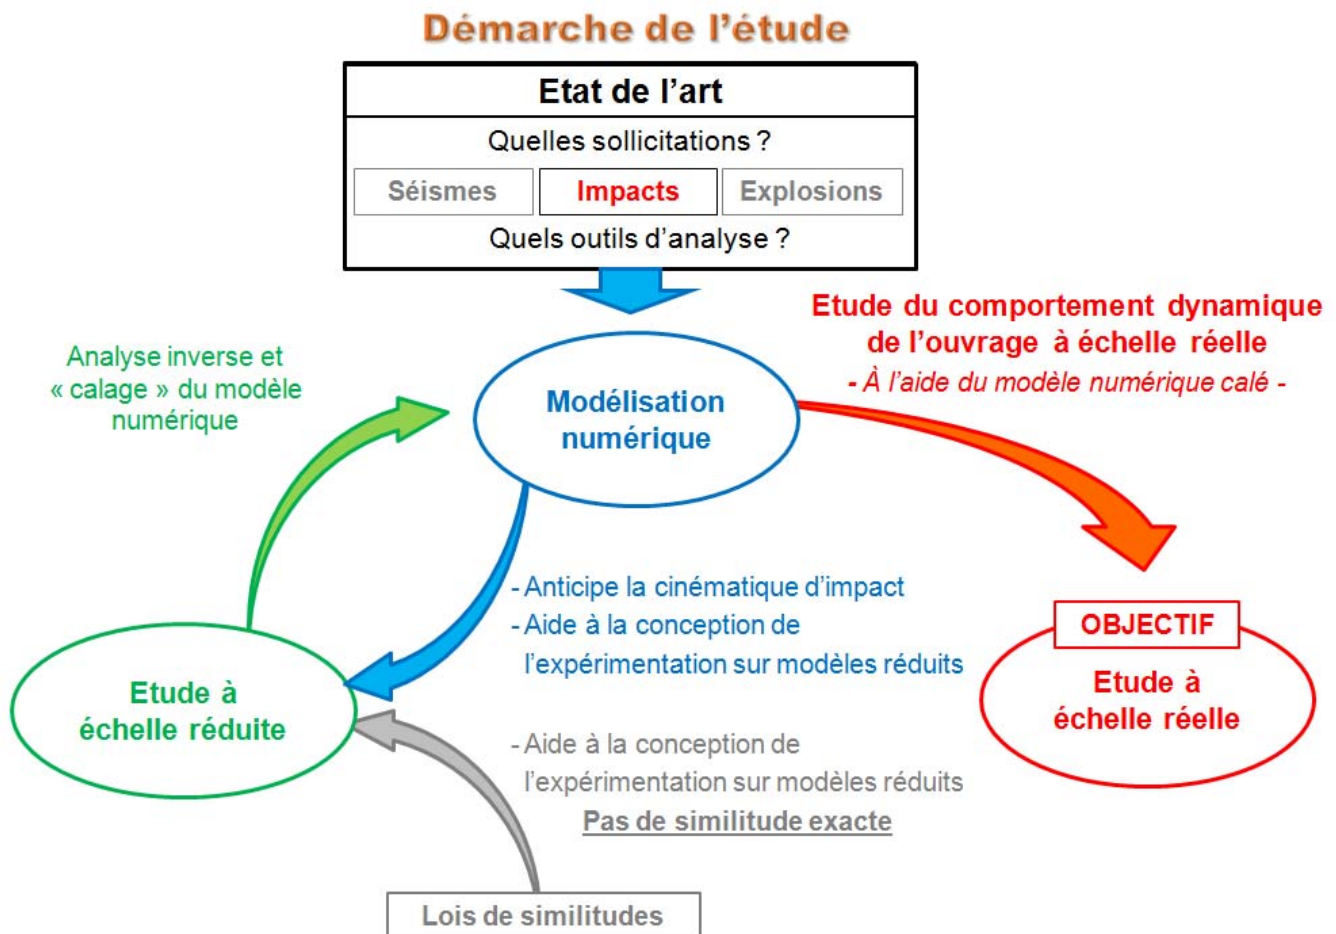 Démarche de l'étude
Etat de l'art
Quelles sollicitations ?
Séismes
Impacts
Explosions
Quels outils d'analyse ?
Etude du comportement dynamique
de l'ouvrage à échelle réelle
- À l'aide du modèle numérique calé -
Analyse inverse et
« calage » du modèle
numérique
Modélisation
numérique
- Anticipe la cinématique d'impact
- Aide à la conception de
l'expérimentation sur modèles réduits
OBJECTIF
Etude à
échelle réelle
Etude à
échelle réduite
- Aide à la conception de
l'expérimentation sur modèles réduits
Pas de similitude exacte
Lois de similitudes